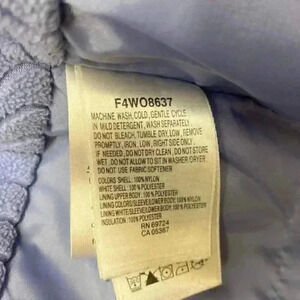 F4WO8637
MACHINE WASH, COLD, GENTLE CYCLE
IN MILD DETERGENT, WASH SEPARATELY,
DO NOT BLEACH, TUMBLE DRY, LOW, REMOVE
PROMPTLY, IRON, LOW, RIGHT SIDE ONLY,
IF NEEDED, DO NOT DRY CLEAN, DO NOT STORE
WET, DO NOT ALLOW TO SIT IN WASHER/DRYER
DO NOT USE FABRIC SOFTENER
COLORS SHELL: 100% NYLON
WHITE SHELL: 100% POLYESTER
LINING UPPER BODY: 100% POLYESTER
LINING COLORS/SLEEVE/LOWER BODY: 100% NYLON
LINING WHITE/SLEEVE/LOWER BODY: 100% POLYESTER
INSULATION: 100% POLYESTER
RN 69724
CA 05367